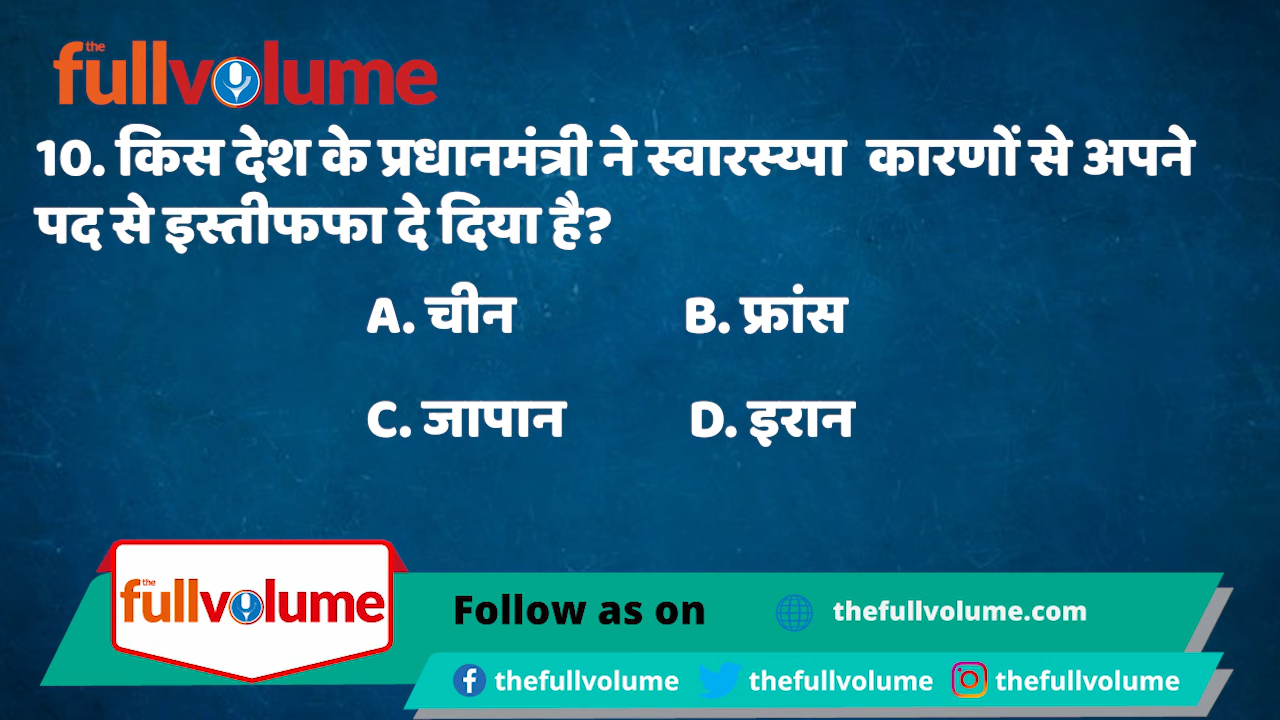 the
fullvolume
10. किस देश के प्रधानमंत्री ने स्वारस्य्पा कारणों से अपने
पद से इस्तीफफा दे दिया है?
A. चीन B. फ्रांस
C. जापान D. इरान
the
fullvolume
Follow as on thefullvolume.com
thefullvolume thefullvolume thefullvolume